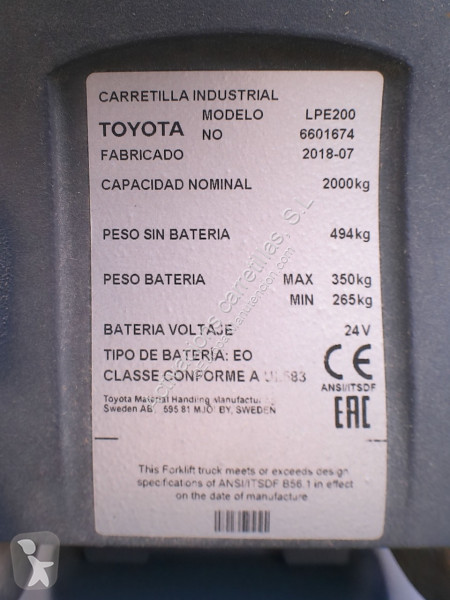 CARRETILLA INDUSTRIAL
MODELO LPE200
TOYOTA
NO 6601674
FABRICADO 2018-07
CAPACIDAD NOMINAL 2000kg
PESO SIN BATERIA 494kg
PESO BATERIA MAX 350kg
MIN 265kg
BATERIA VOLTAJE 24V
TIPO DE BATERIA: EO
CLASSE CONFORME A UL583
CE
ANSI/ITSDF
Toyota Material Handling Manufacturing
Sweden AB, 595 81 MJÖLBY, SWEDEN
EAC
This Forklift truck meets or exceeds design
specifications of ANSI/ITSDF B56.1 in effect
on the date of manufacture